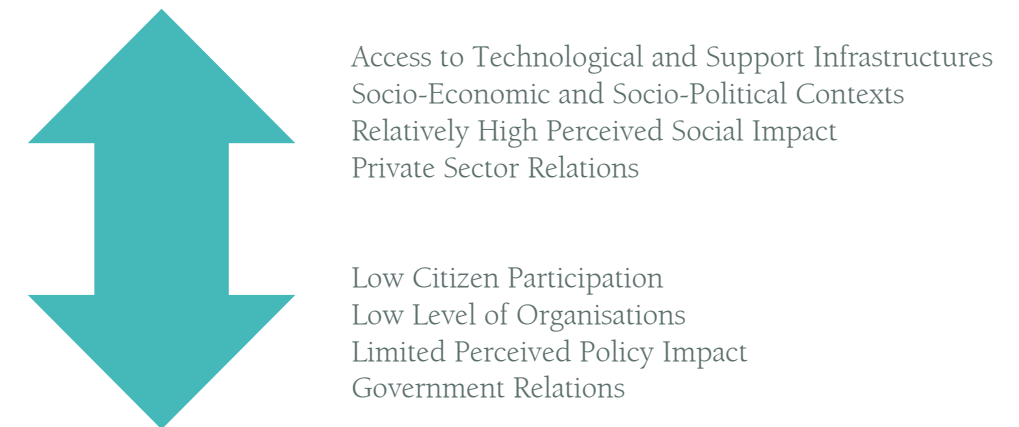 Access to Technological and Support Infrastructures
Socio-Economic and Socio-Political Contexts
Relatively High Perceived Social Impact
Private Sector Relations
Low Citizen Participation
Low Level of Organisations
Limited Perceived Policy Impact
Government Relations